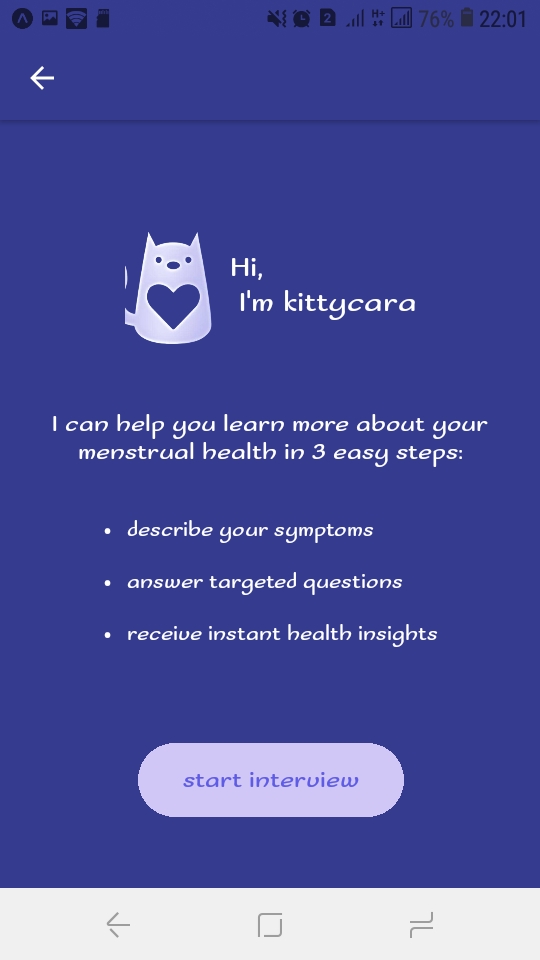 2 H+ 76% 22:01
Hi,
I'm kittycara
I can help you learn more about your
menstrual health in 3 easy steps:
• describe your symptoms
• answer targeted questions
• receive instant health insights
start interview